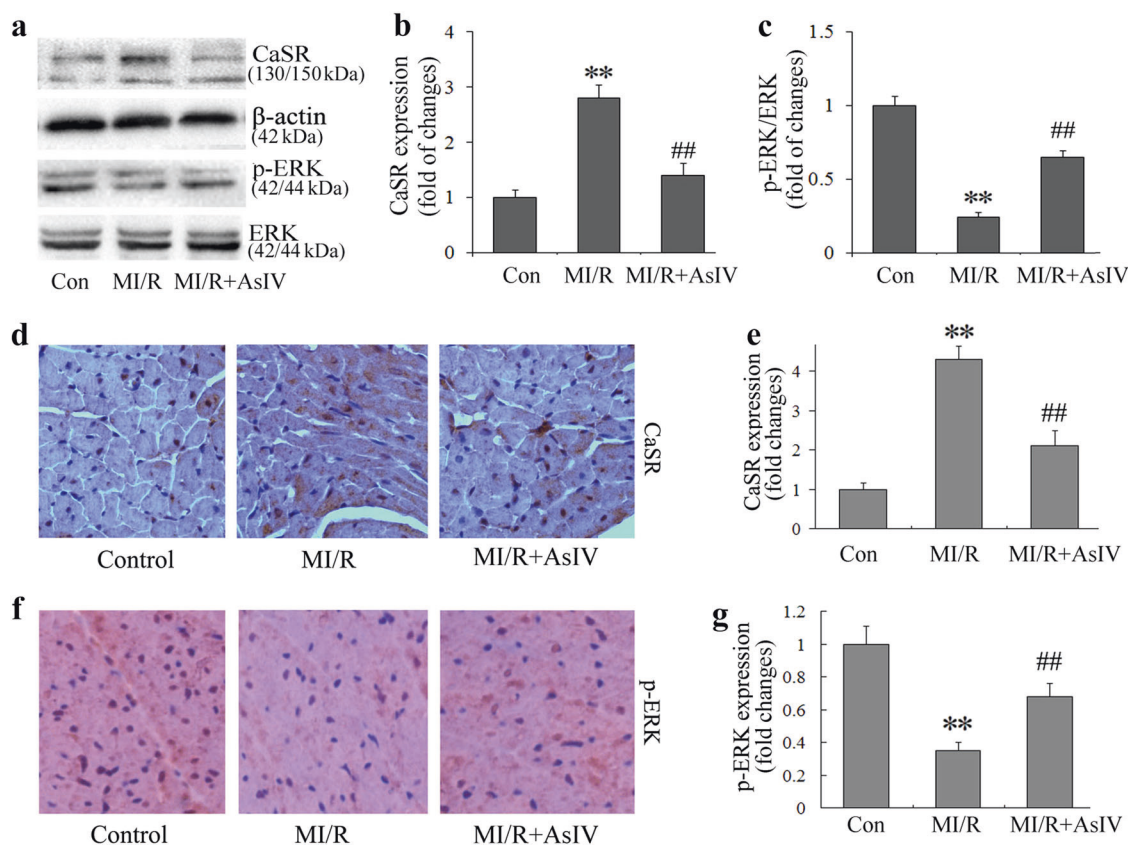 a
CaSR
(130/150 kDa)
β-actin
(42 kDa)
p-ERK
(42/44 kDa)
ERK
(42/44 kDa)
Con MI/R MI/R+AsIV
b
CaSR expression
(fold of changes)
4
3
2
1
0
**
##
Con MI/R MI/R+AsIV
c
p-ERK/ERK
(fold of changes)
1.5
1
0.5
0
**
##
Con MI/R MI/R+AsIV
d
CaSR
Control MI/R MI/R+AsIV
e
CaSR expression
(fold changes)
4
2
1
0
**
##
Con MI/R MI/R+AsIV
f
p-ERK
Control MI/R MI/R+AsIV
g
p-ERK expression
(fold changes)
1.2
1
0.8
0.6
0.4
0.2
0
**
##
Con MI/R MI/R+AsIV